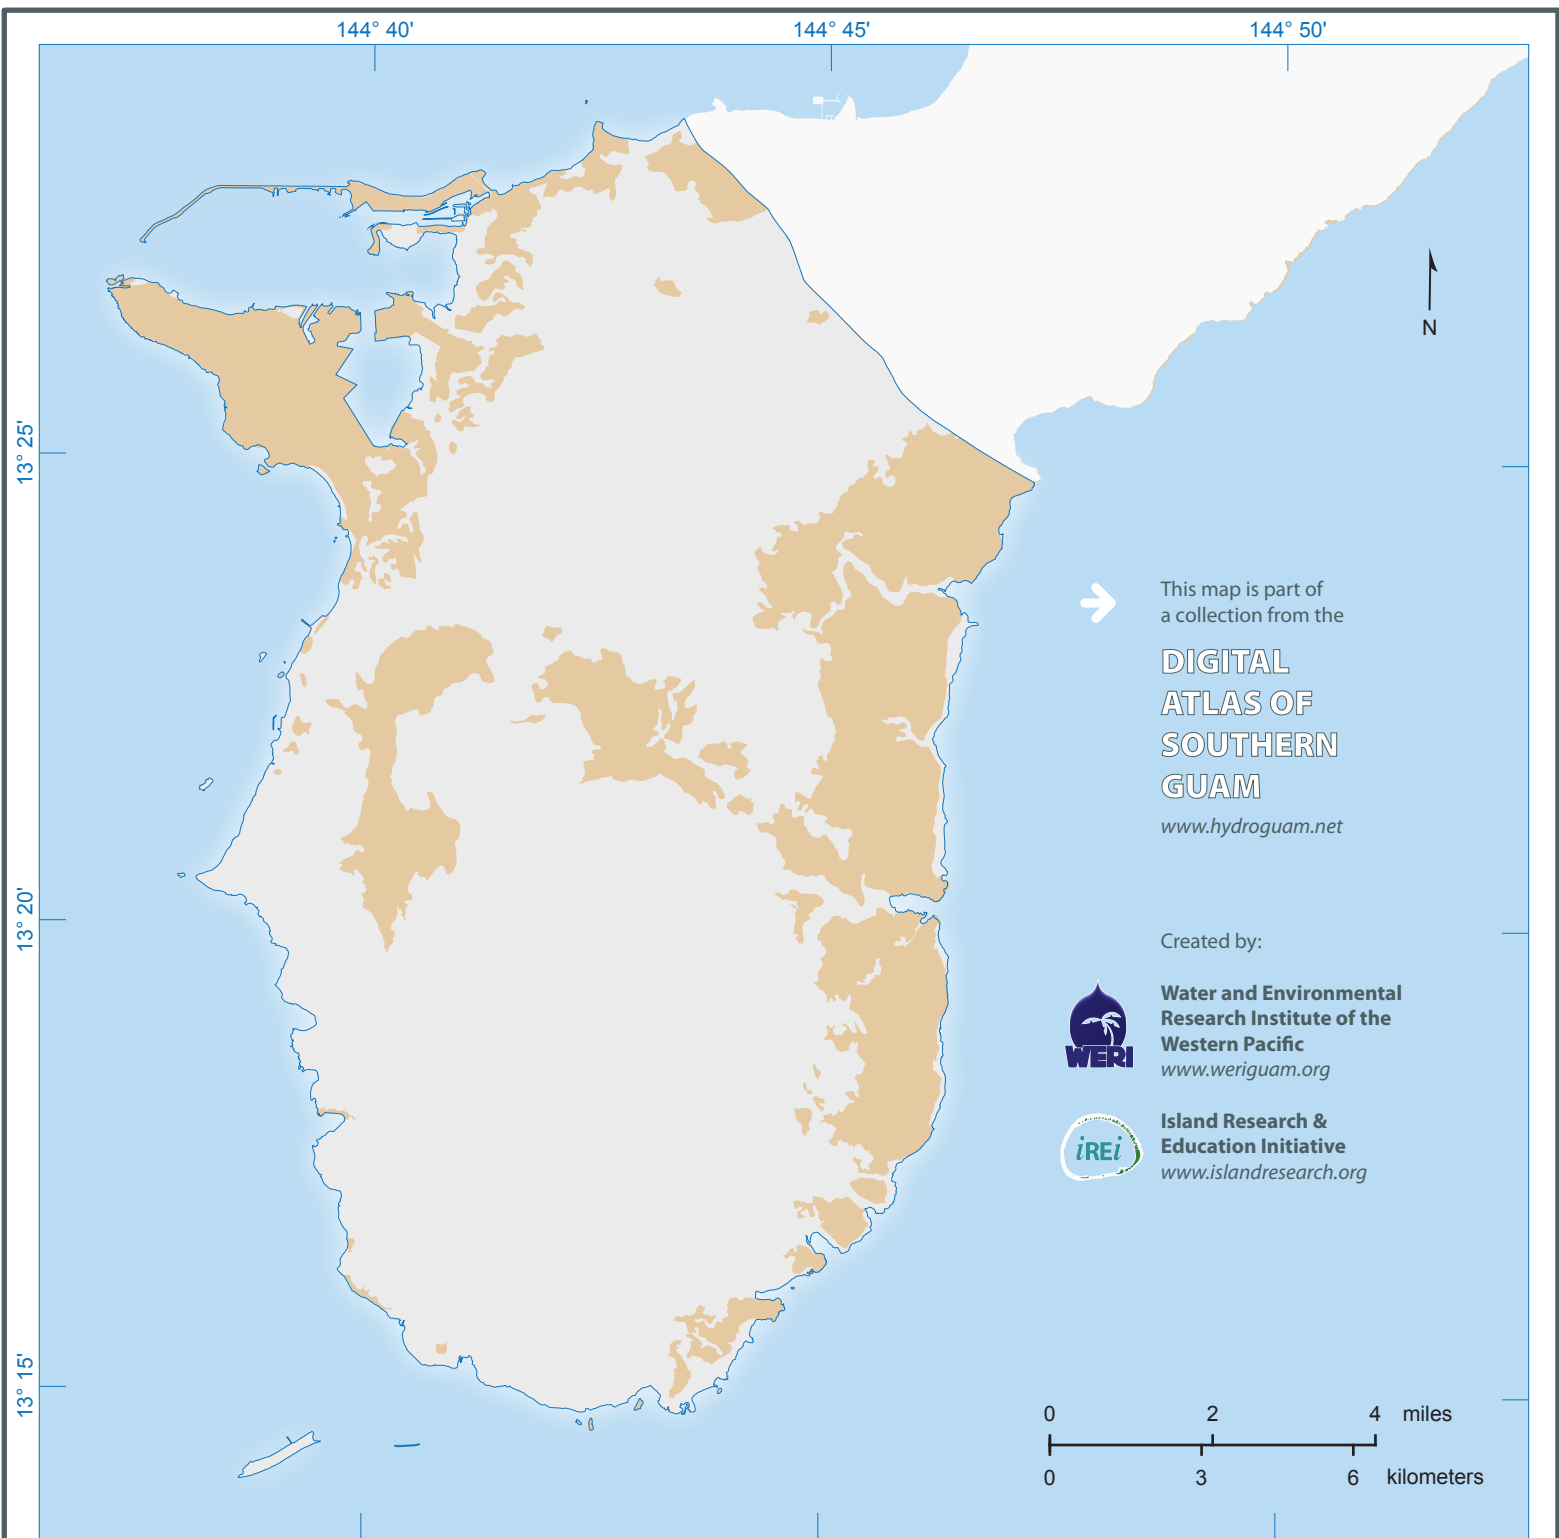 144° 40'
144° 45'
144° 50'
13° 25'
13° 20'
13° 15'
N
This map is part of
a collection from the
DIGITAL
ATLAS OF
SOUTHERN
GUAM
www.hydroguam.net
Created by:
WERI
Water and Environmental
Research Institute of the
Western Pacific
www.weriguam.org
iREi
Island Research &
Education Initiative
www.islandresearch.org
0 2 4 miles
0 3 6 kilometers